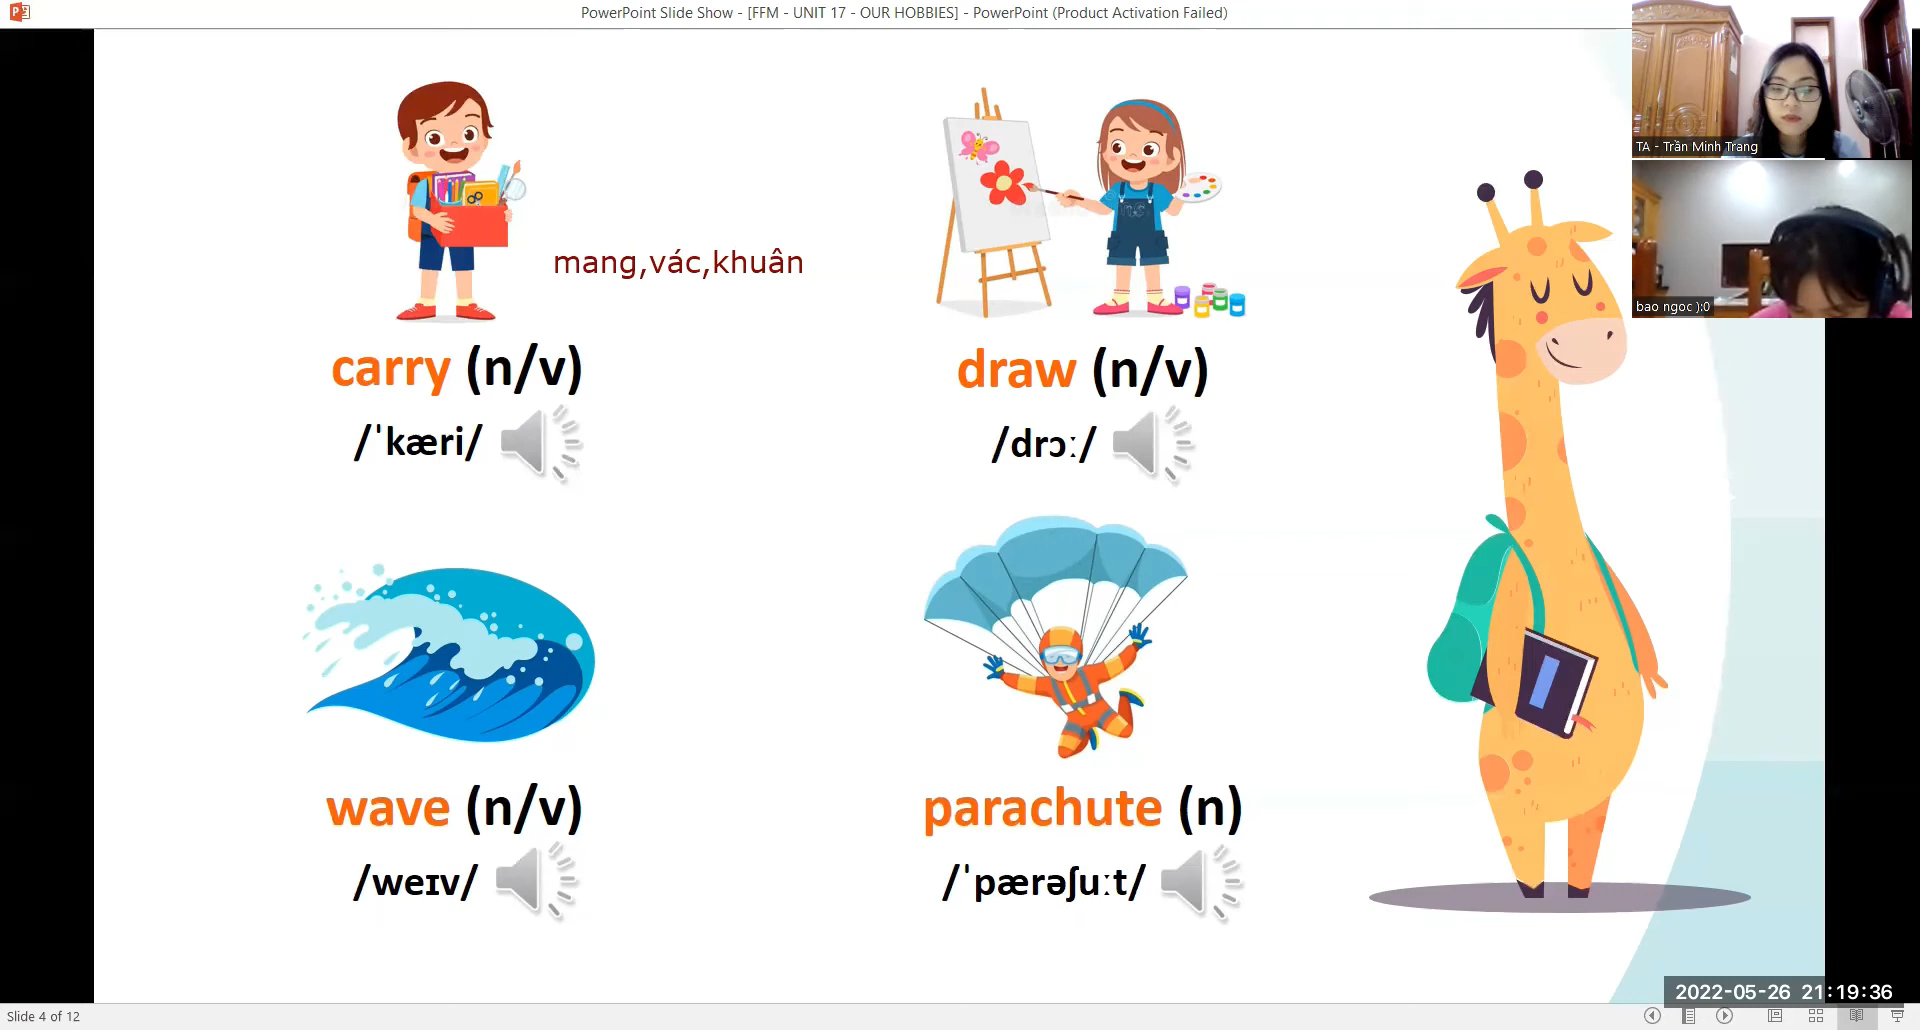 PowerPoint Slide Show - [FFM - UNIT 17 - OUR HOBBIES] - PowerPoint (Product Activation Failed)
TA - Trần Minh Trang
bao ngoc ):0
mang,vác,khuân
carry (n/v)
/ˈkæri/
draw (n/v)
/drɔː/
wave (n/v)
/weɪv/
parachute (n)
/ˈpærəʃuːt/
2022-05-26 21:19:36
Slide 4 of 12